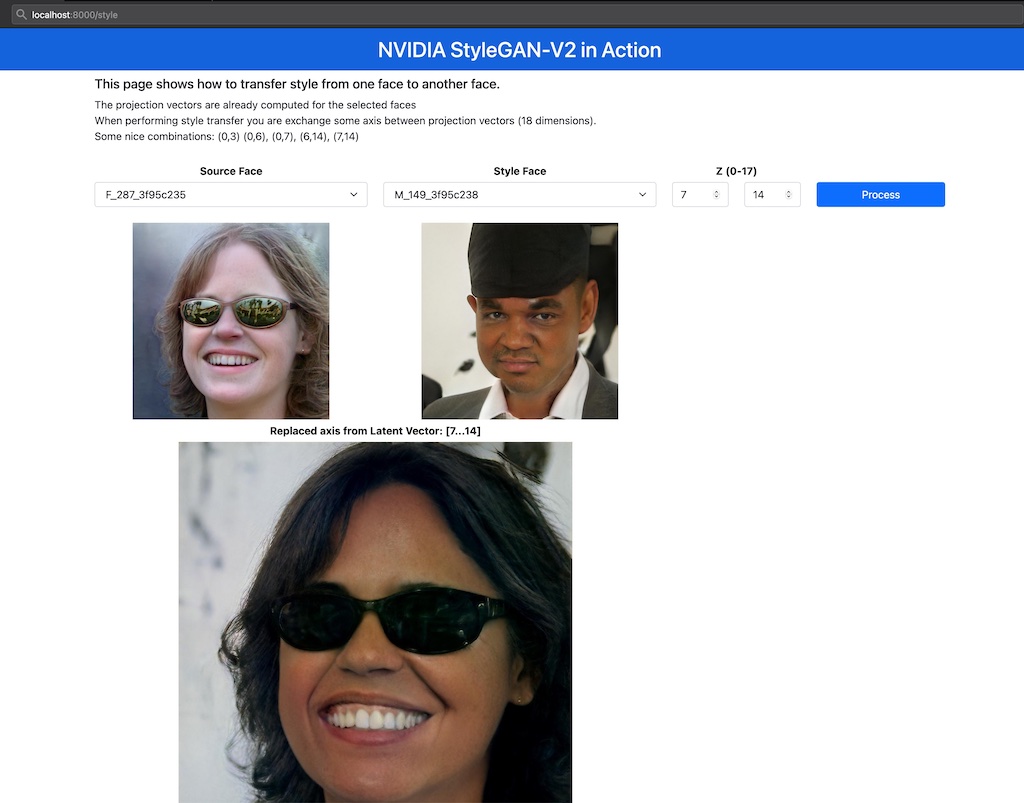 localhost:8000/style
NVIDIA StyleGAN-V2 in Action
This page shows how to transfer style from one face to another face.
The projection vectors are already computed for the selected faces
When performing style transfer you are exchange some axis between projection vectors (18 dimensions).
Some nice combinations: (0,3) (0,6), (0,7), (6,14), (7,14)
Source Face
Style Face
Z (0-17)
F_287_3f95c235
M_149_3f95c238
7
14
Process
Replaced axis from Latent Vector: [7...14]